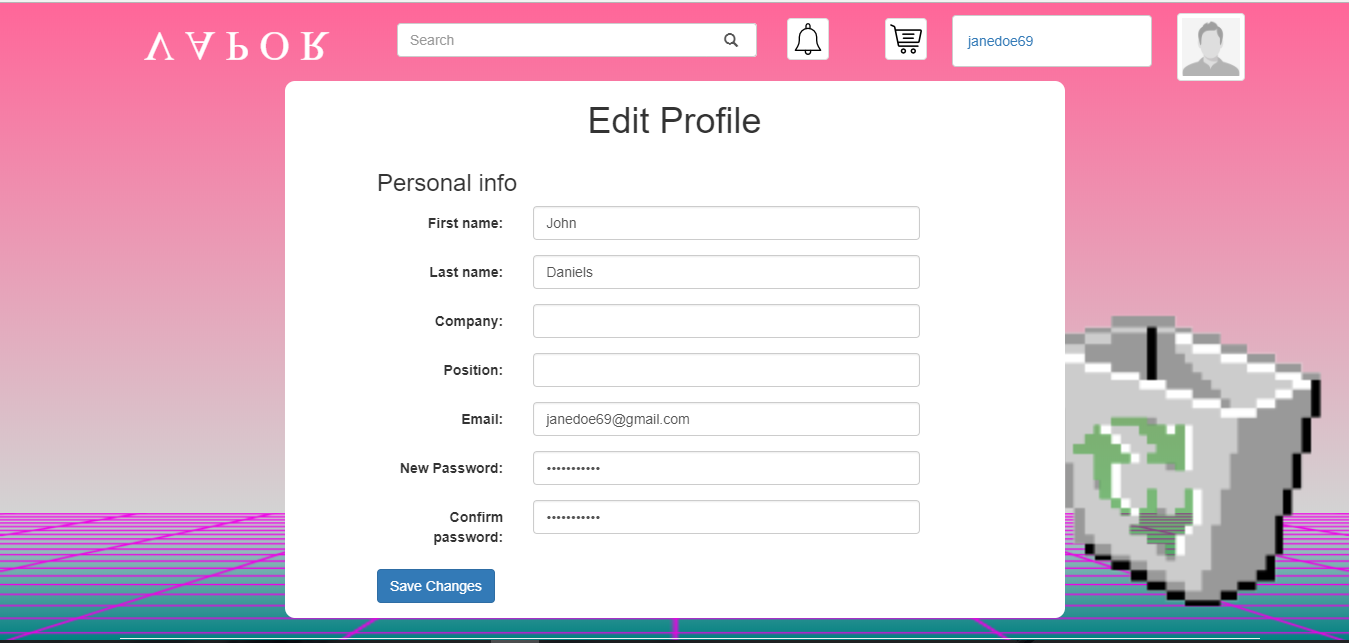 VAPOR
Search
janedoe69
Edit Profile
Personal info
First name: John
Last name: Daniels
Company:
Position:
Email: janedoe69@gmail.com
New Password: •••••••••••
Confirm
password: •••••••••••
Save Changes